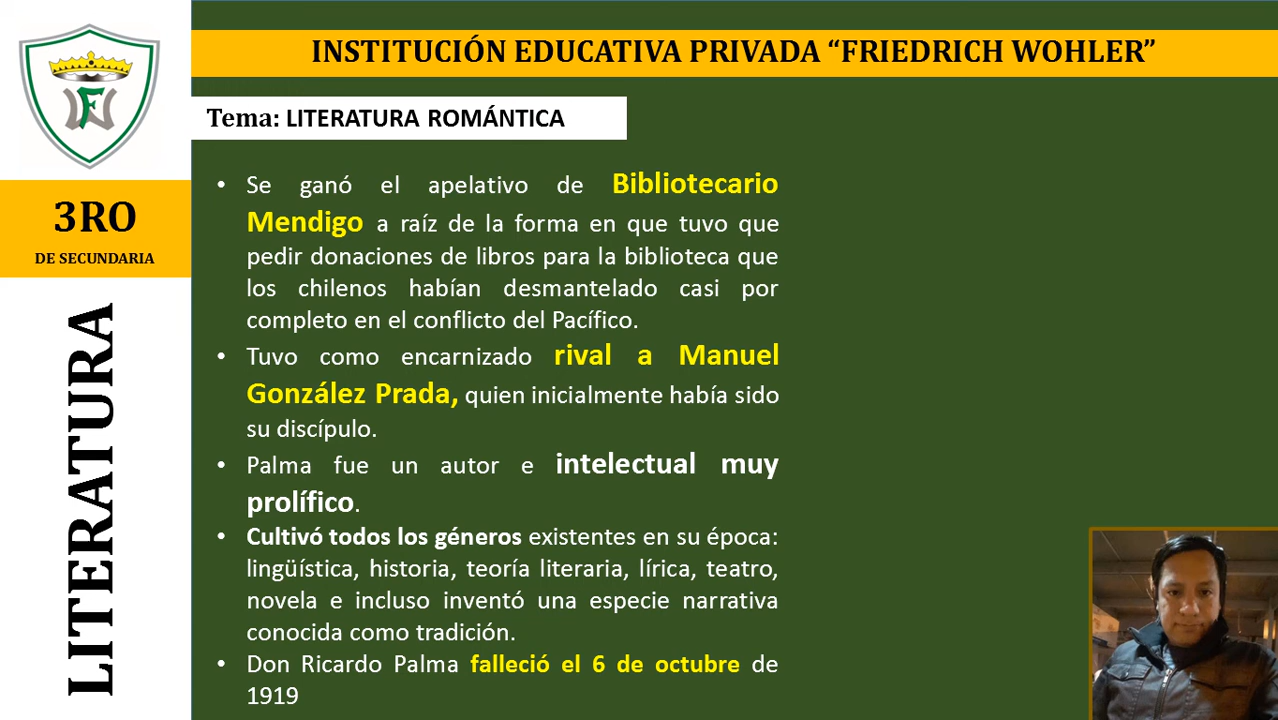 INSTITUCIÓN EDUCATIVA PRIVADA “FRIEDRICH WOHLER”
Tema: LITERATURA ROMÁNTICA
F
3RO
DE SECUNDARIA
LITERATURA
• Se ganó el apelativo de Bibliotecario
Mendigo a raíz de la forma en que tuvo que
pedir donaciones de libros para la biblioteca que
los chilenos habían desmantelado casi por
completo en el conflicto del Pacífico.
• Tuvo como encarnizado rival a Manuel
González Prada, quien inicialmente había sido
su discípulo.
• Palma fue un autor e intelectual muy
prolífico.
• Cultivó todos los géneros existentes en su época:
lingüística, historia, teoría literaria, lírica, teatro,
novela e incluso inventó una especie narrativa
conocida como tradición.
• Don Ricardo Palma falleció el 6 de octubre de
1919